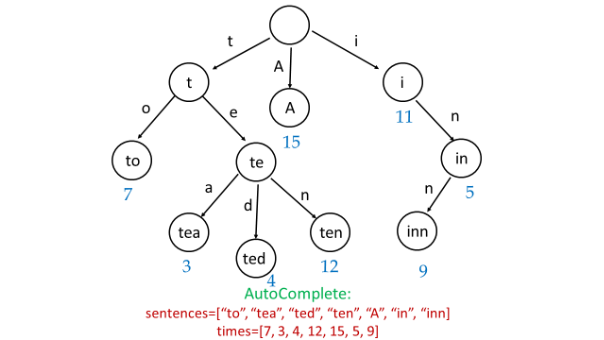 t
i
A
t
A
i
15
11
o
e
n
to
te
in
7
5
a
d
n
n
tea
ted
ten
inn
3
4
12
9
AutoComplete:
sentences=[“to”, “tea”, “ted”, “ten”, “A”, “in”, “inn]
times=[7, 3, 4, 12, 15, 5, 9]